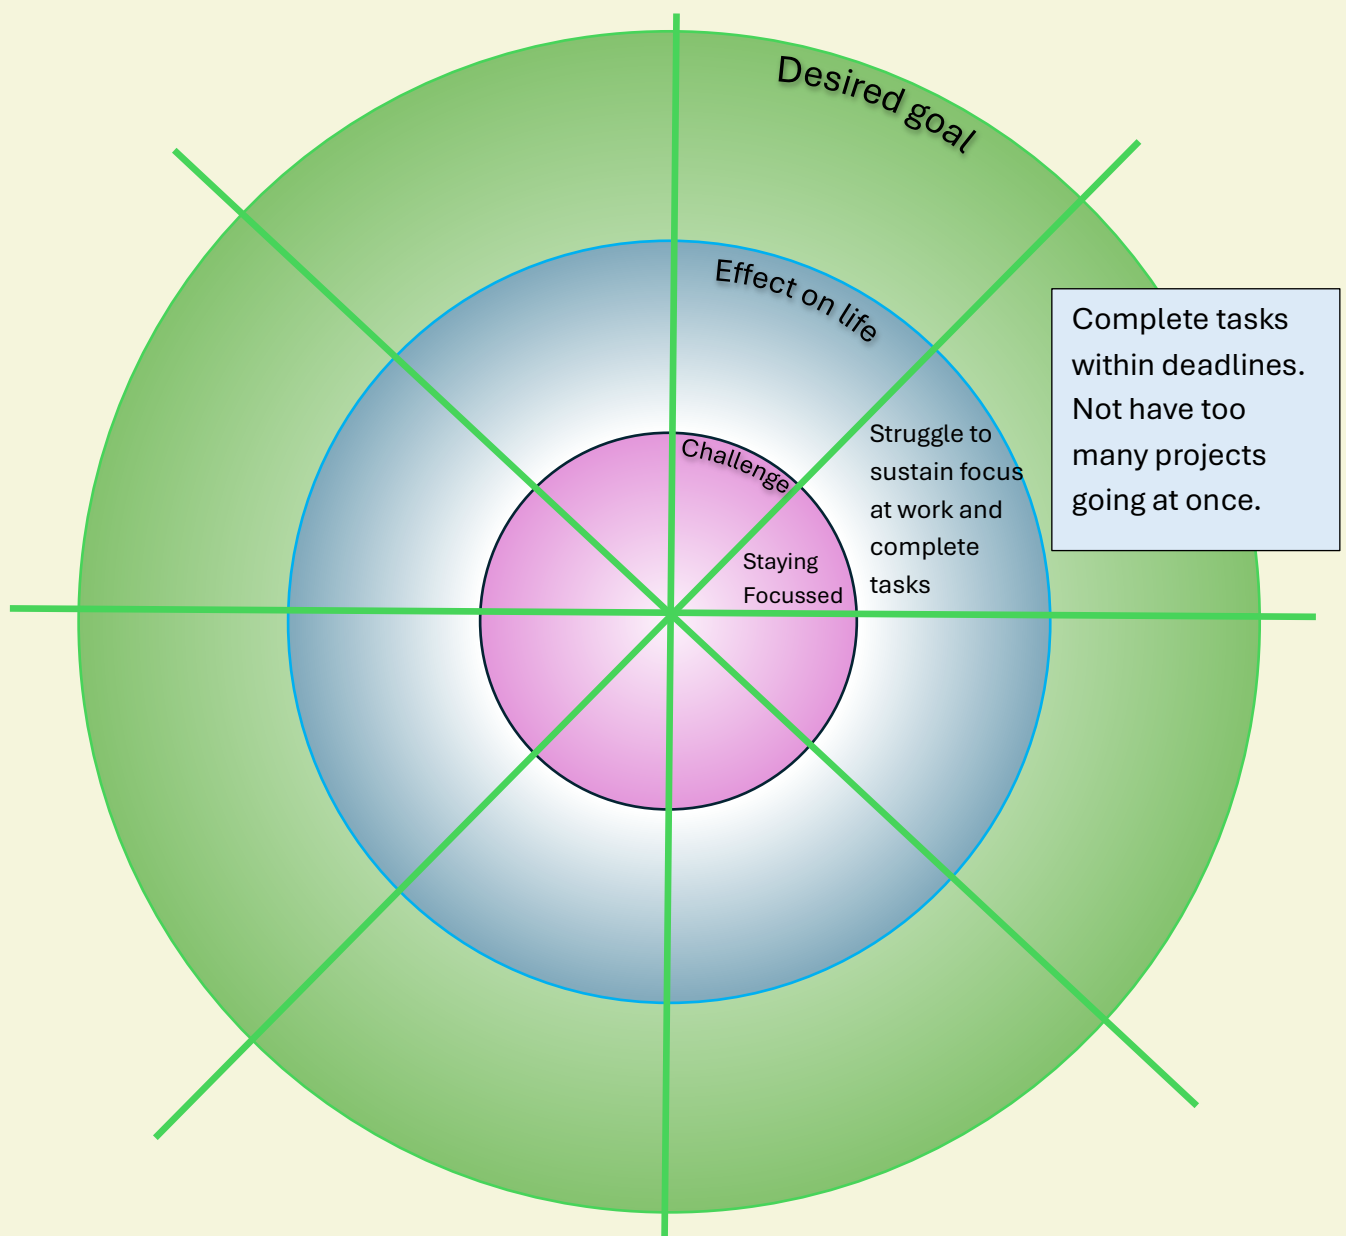 Desired goal
Effect on life
Challenge
Staying
Focussed
Struggle to
sustain focus
at work and
complete
tasks
Complete tasks
within deadlines.
Not have too
many projects
going at once.